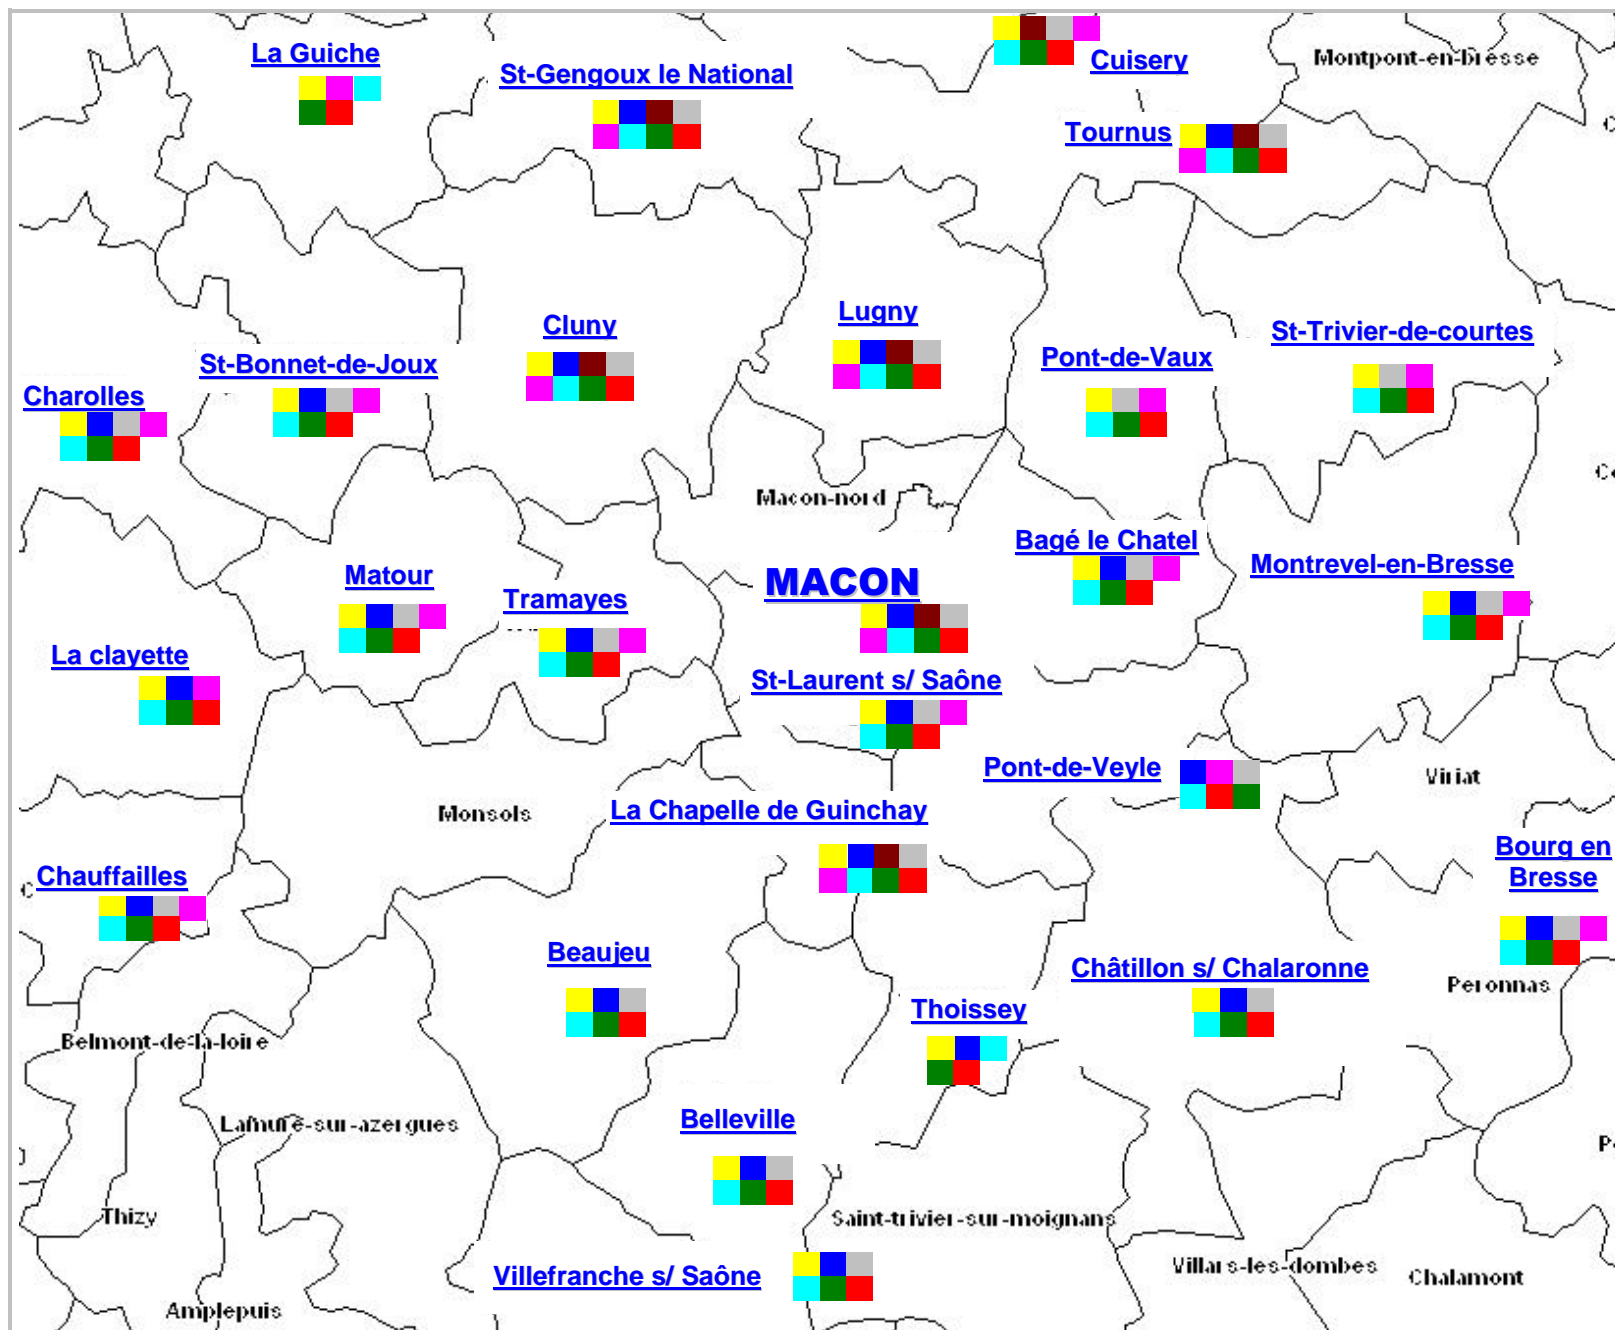 La Guiche
Cuisery
Montpont-en-bresse
St-Gengoux le National
Tournus
Lugny
Cluny
St-Trivier-de-courtes
St-Bonnet-de-Joux
Pont-de-Vaux
Charolles
Macon-nord
Bagé le Chatel
Montrevel-en-Bresse
Matour
MACON
Tramayes
La clayette
St-Laurent s/ Saône
Pont-de-Veyle
Viriat
Monsols
La Chapelle de Guinchay
Bourg en
Bresse
Chauffailles
Beaujeu
Châtillon s/ Chalaronne
Peronnas
Thoissey
Belmont-de-la-loire
Lamure-sur-azergues
Belleville
Thizy
Saint-trivier-sur-moignans
Villars-les-dombes
Villefranche s/ Saône
Chalamont
Amplepuis